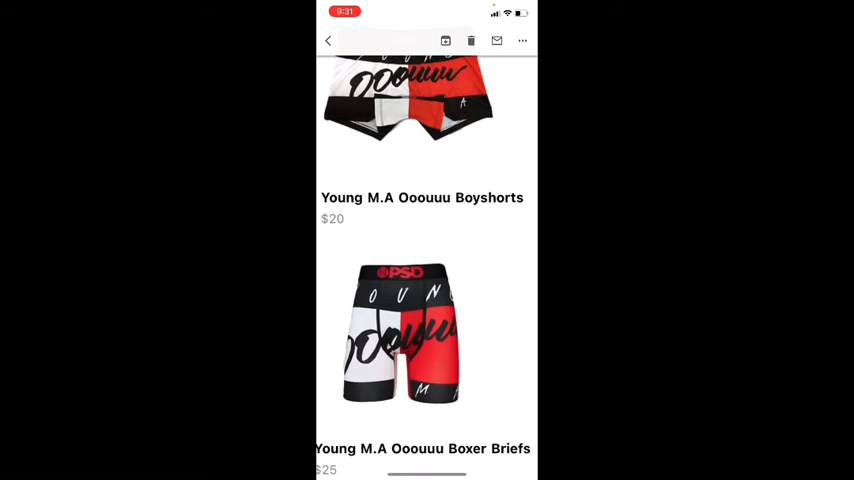 9:31
Y O U N G
Ooouuu
A
Young M.A Ooouuu Boyshorts
$20
PSD
O U N
Ooouuu
M A
Young M.A Ooouuu Boxer Briefs
$25